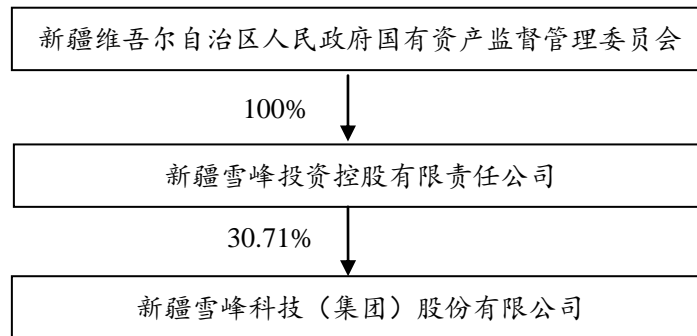 新疆维吾尔自治区人民政府国有资产监督管理委员会
100%
新疆雪峰投资控股有限责任公司
30.71%
新疆雪峰科技（集团）股份有限公司